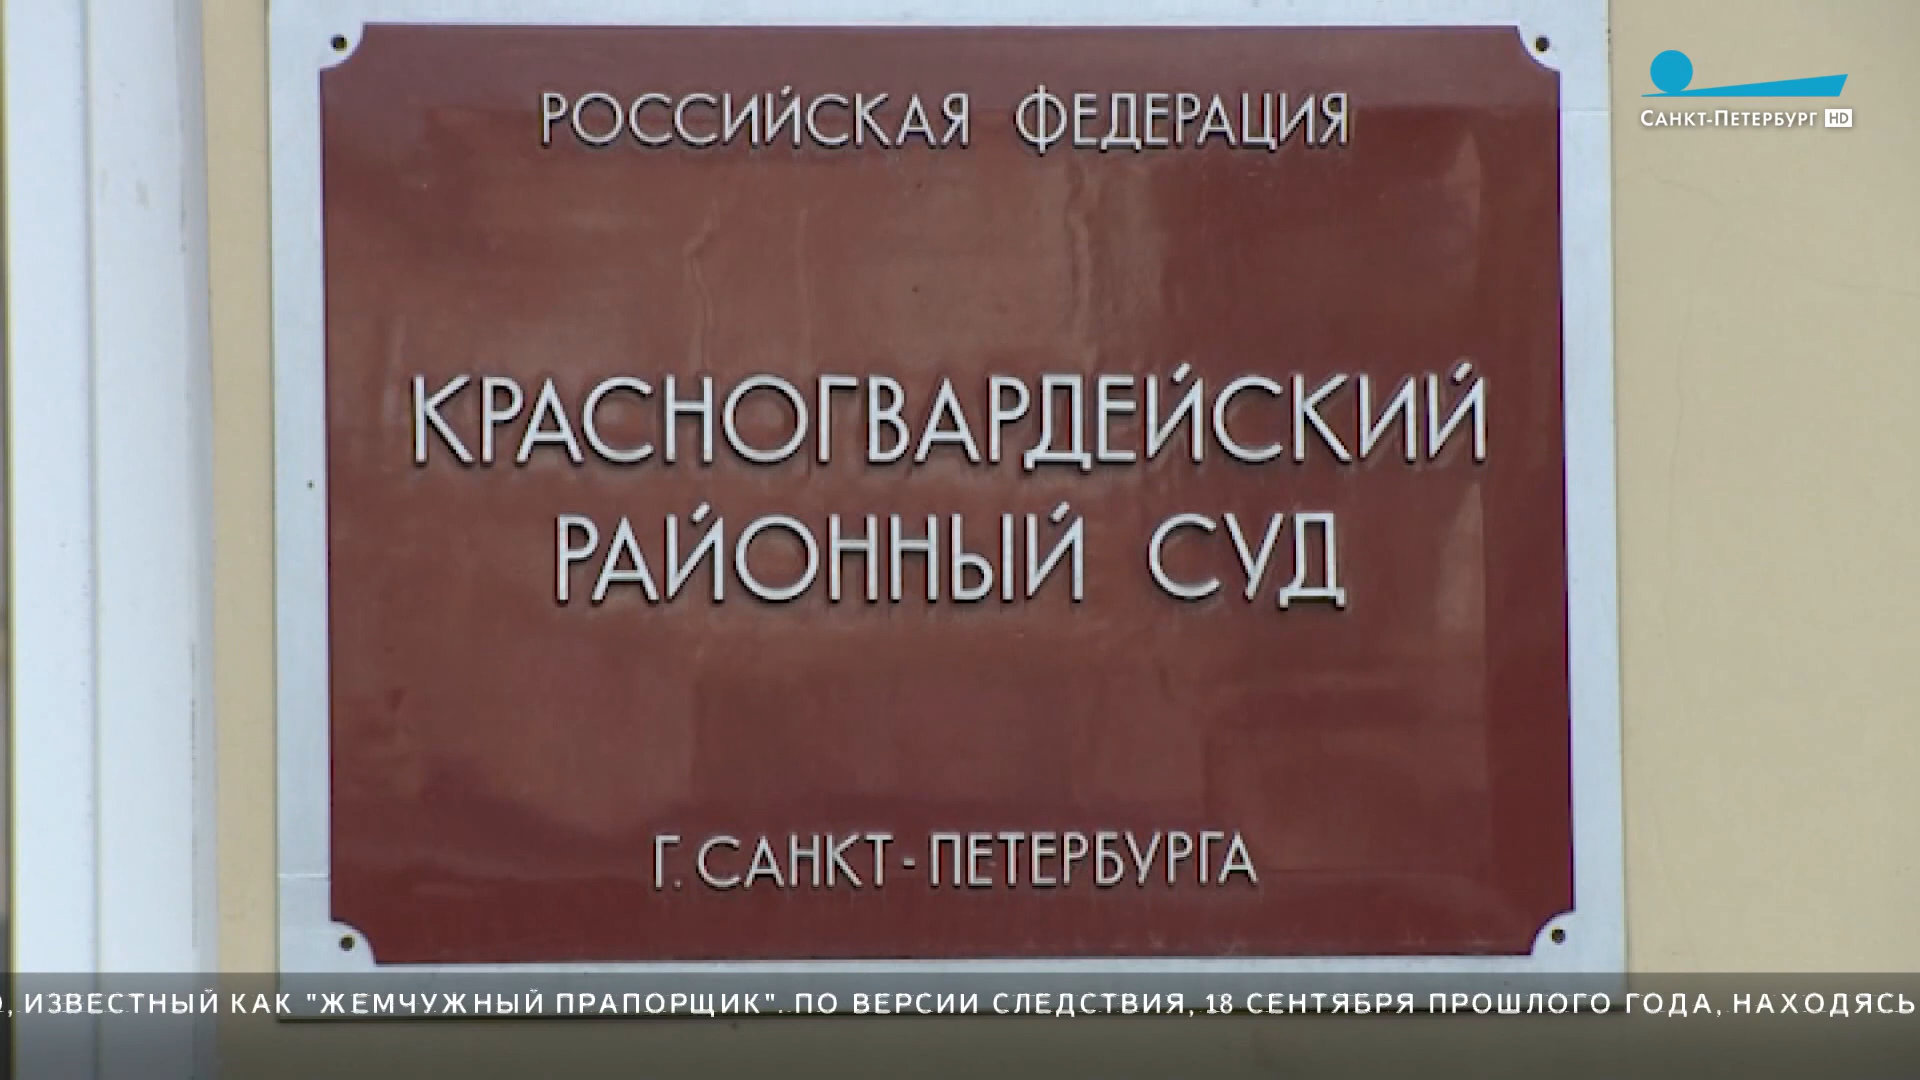 РОССИЙСКАЯ ФЕДЕРАЦИЯ
САНКТ-ПЕТЕРБУРГ HD
КРАСНОГВАРДЕЙСКИЙ
РАЙОННЫЙ СУД
Г. САНКТ-ПЕТЕРБУРГА
, ИЗВЕСТНЫЙ КАК "ЖЕМЧУЖНЫЙ ПРАПОРЩИК". ПО ВЕРСИИ СЛЕДСТВИЯ, 18 СЕНТЯБРЯ ПРОШЛОГО ГОДА, НАХОДЯСЬ